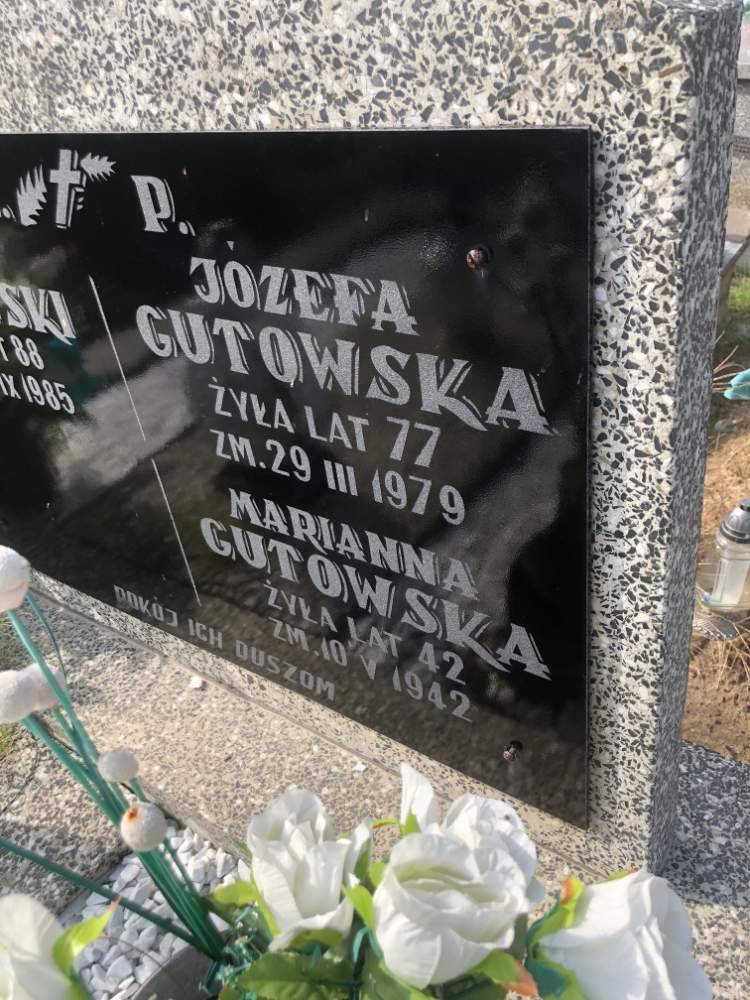 P.
SKI
88
IX 1985
JÓZEFA
GUTOWSKA
ŻYŁA LAT 77
ZM. 29 III 1979
MARIANNA
GUTOWSKA
ŻYŁA LAT 42
ZM. 10 V 1942
POKÓJ ICH DUSZOM